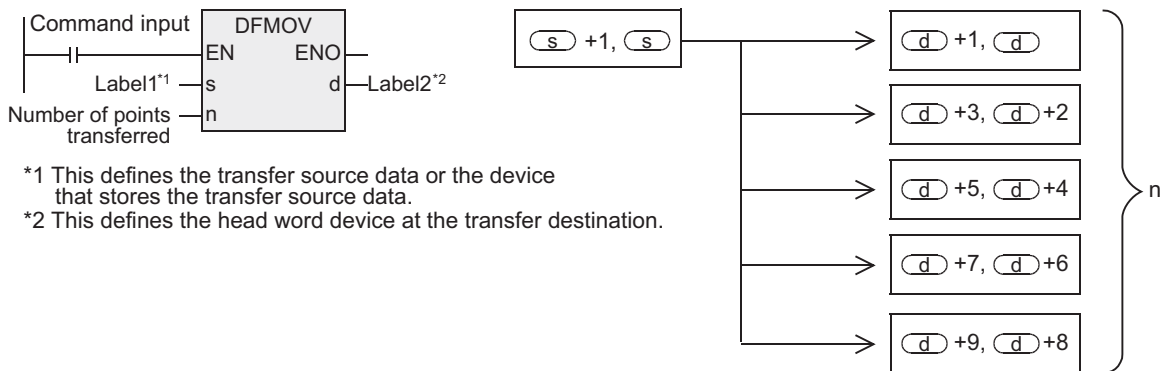 Command input
DFMOV
EN ENO
Label1*1 s d Label2*2
Number of points n
transferred
*1 This defines the transfer source data or the device
that stores the transfer source data.
*2 This defines the head word device at the transfer destination.
s +1, s
d +1, d
d +3, d +2
d +5, d +4
d +7, d +6
d +9, d +8
n